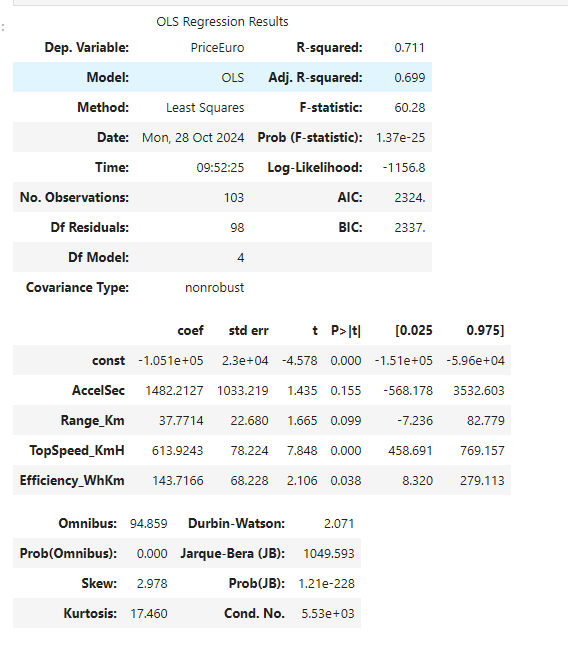 OLS Regression Results
Dep. Variable: PriceEuro R-squared: 0.711
Model: OLS Adj. R-squared: 0.699
Method: Least Squares F-statistic: 60.28
Date: Mon, 28 Oct 2024 Prob (F-statistic): 1.37e-25
Time: 09:52:25 Log-Likelihood: -1156.8
No. Observations: 103 AIC: 2324.
Df Residuals: 98 BIC: 2337.
Df Model: 4
Covariance Type: nonrobust
coef std err t P>|t| [0.025 0.975]
const -1.051e+05 2.3e+04 -4.578 0.000 -1.51e+05 -5.96e+04
AccelSec 1482.2127 1033.219 1.435 0.155 -568.178 3532.603
Range_Km 37.7714 22.680 1.665 0.099 -7.236 82.779
TopSpeed_KmH 613.9243 78.224 7.848 0.000 458.691 769.157
Efficiency_WhKm 143.7166 68.228 2.106 0.038 8.320 279.113
Omnibus: 94.859 Durbin-Watson: 2.071
Prob(Omnibus): 0.000 Jarque-Bera (JB): 1049.593
Skew: 2.978 Prob(JB): 1.21e-228
Kurtosis: 17.460 Cond. No. 5.53e+03